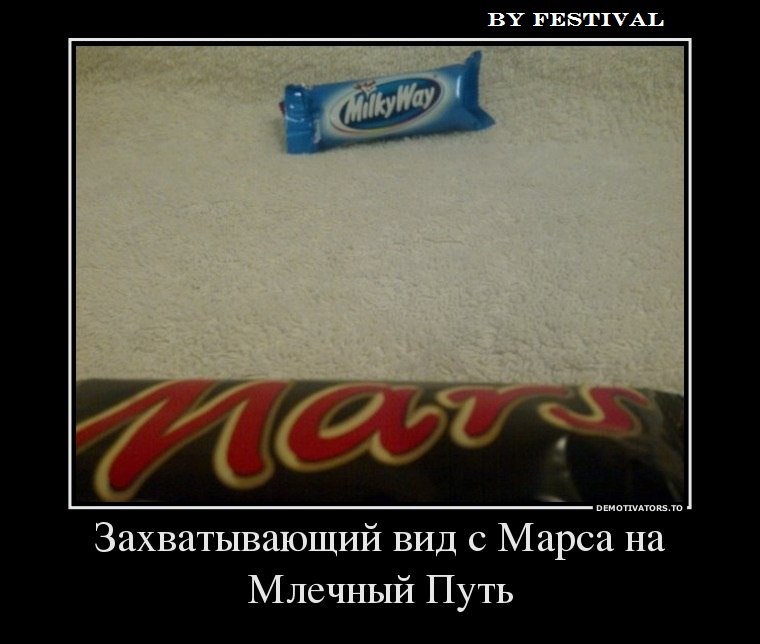 BY FESTIVAL
MilkyWay
Mars
DEMOTIVATORS.TO
Захватывающий вид с Марса на
Млечный Путь